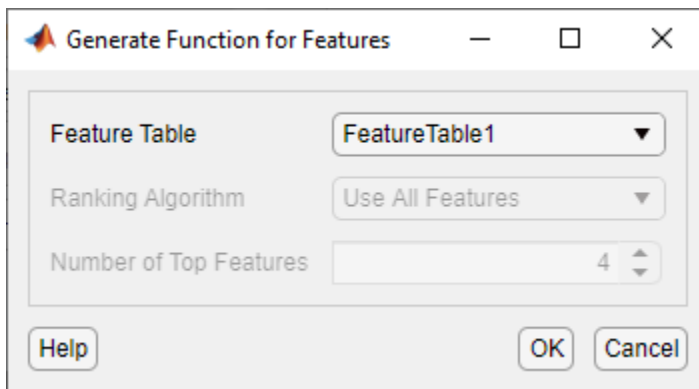 Generate Function for Features
Feature Table FeatureTable1
Ranking Algorithm Use All Features
Number of Top Features 4
Help OK Cancel